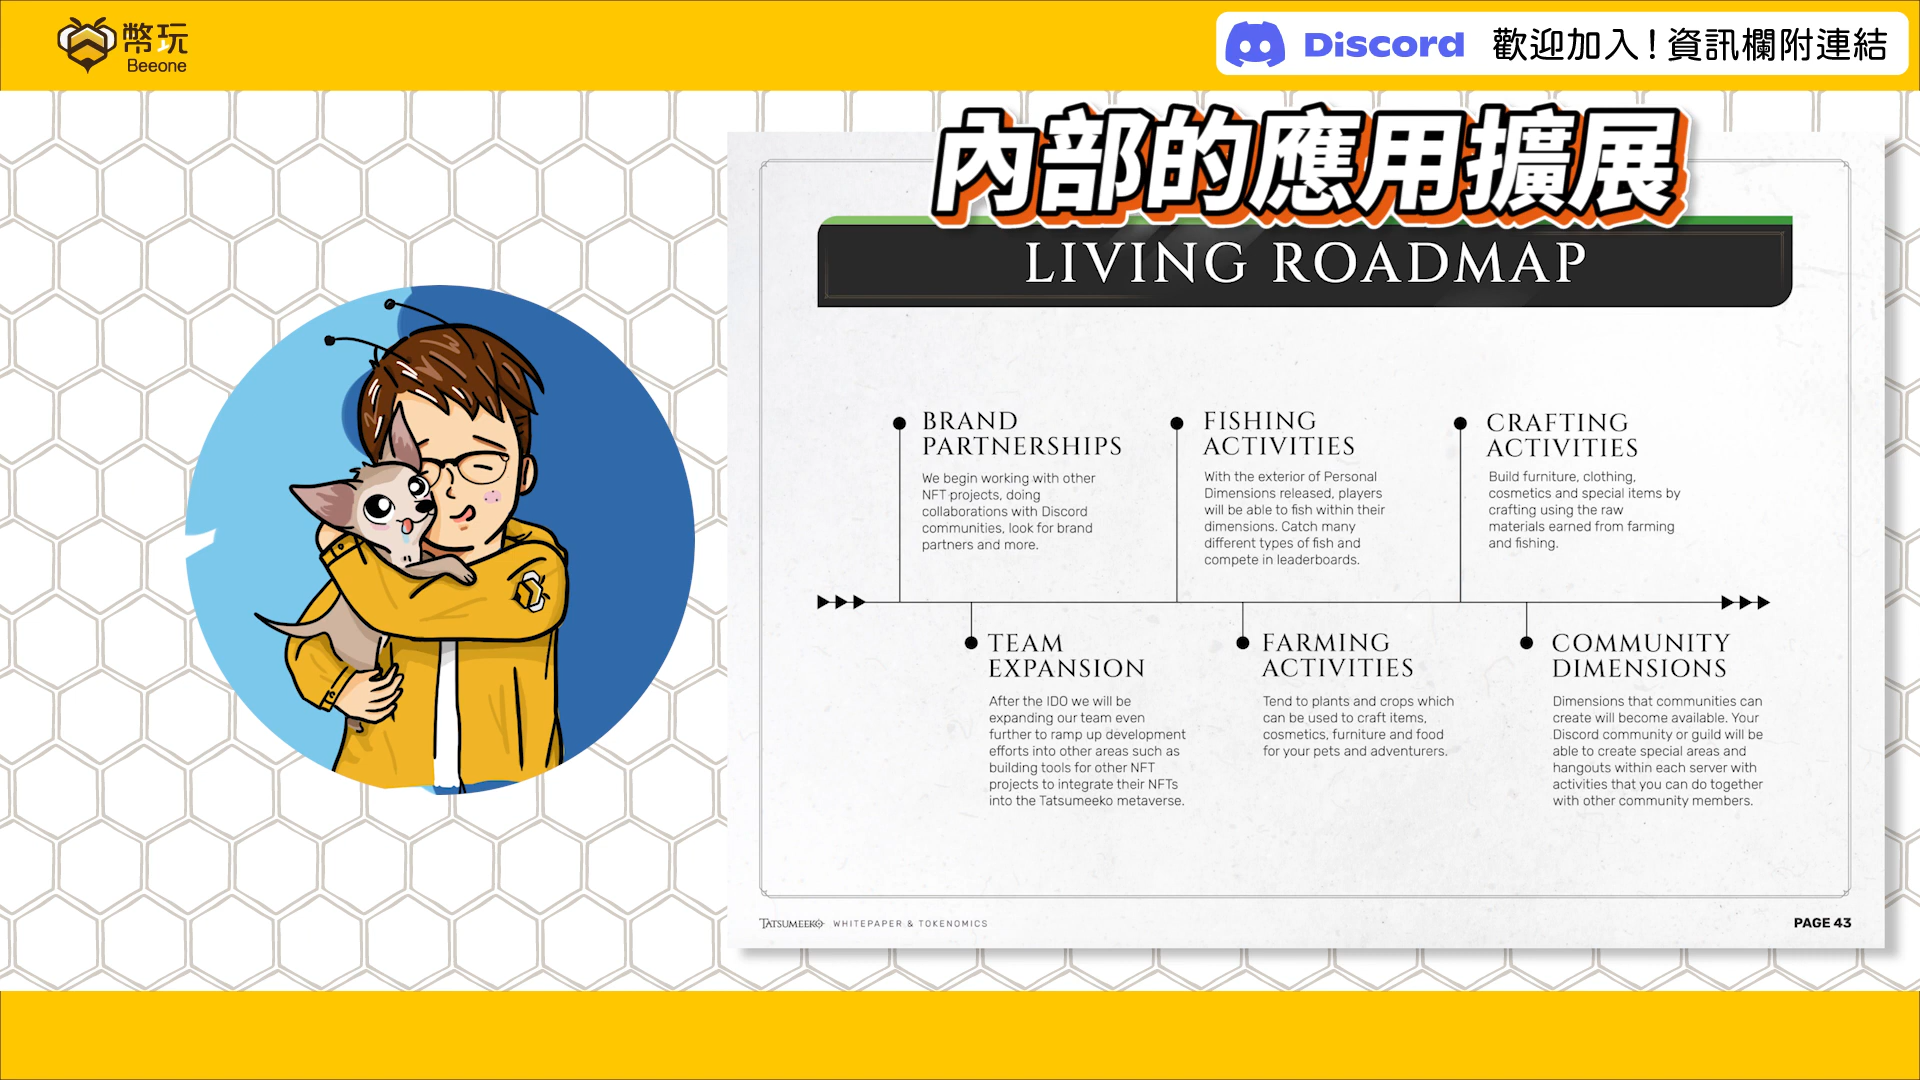 幣玩
Beeone
Discord 歡迎加入！資訊欄附連結
內部的應用擴展
LIVING ROADMAP
BRAND
PARTNERSHIPS
We begin working with other
NFT projects, doing
collaborations with Discord
communities, look for brand
partners and more.
FISHING
ACTIVITIES
With the exterior of Personal
Dimensions released, players
will be able to fish within their
dimensions. Catch many
different types of fish and
compete in leaderboards.
CRAFTING
ACTIVITIES
Build furniture, clothing,
cosmetics and special items by
crafting using the raw
materials earned from farming
and fishing.
TEAM
EXPANSION
After the IDO we will be
expanding our team even
further to ramp up development
efforts into other areas such as
building tools for other NFT
projects to integrate their NFTs
into the Tatsumeeko metaverse.
FARMING
ACTIVITIES
Tend to plants and crops which
can be used to craft items,
cosmetics, furniture and food
for your pets and adventurers.
COMMUNITY
DIMENSIONS
Dimensions that communities can
create will become available. Your
Discord community or guild will be
able to create special areas and
hangouts within each server with
activities that you can do together
with other community members.
TATSUMEEKO WHITEPAPER & TOKENOMICS
PAGE 43